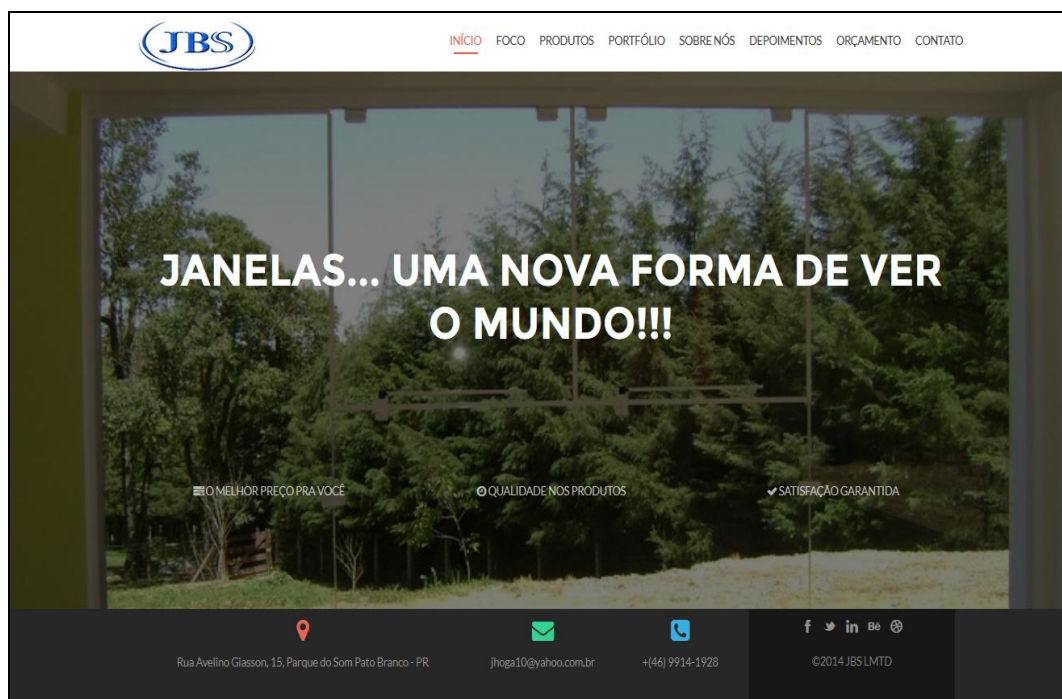 JBS
INÍCIO FOCO PRODUTOS PORTFÓLIO SOBRE NÓS DEPOIMENTOS ORÇAMENTO CONTATO
JANELAS... UMA NOVA FORMA DE VER
O MUNDO!!!
O MELHOR PREÇO PRA VOCÊ
QUALIDADE NOS PRODUTOS
SATISFAÇÃO GARANTIDA
Rua Avelino Giasson, 15, Parque do Som Pato Branco - PR
jhoga10@yahoo.com.br
+(46) 9914-1928
©2014 JBS LMTD